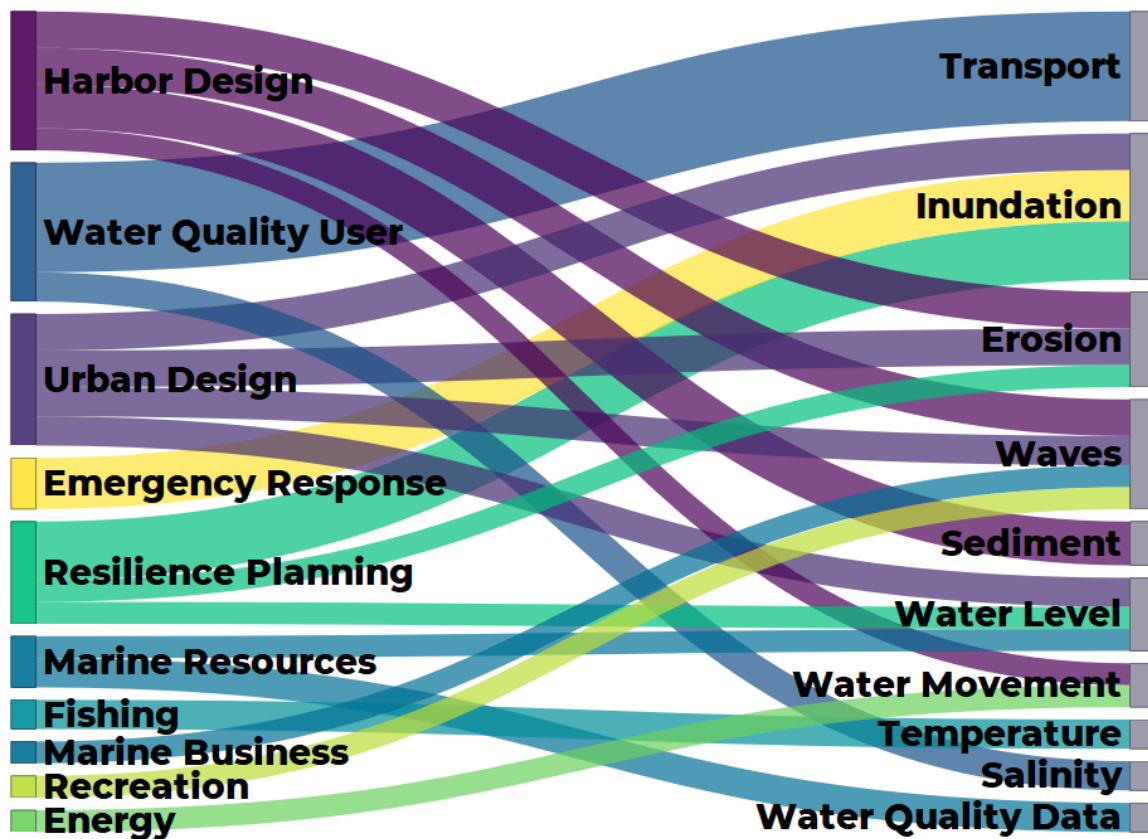 Harbor Design
Water Quality User
Urban Design
Emergency Response
Resilience Planning
Marine Resources
Fishing
Marine Business
Recreation
Energy
Transport
Inundation
Erosion
Waves
Sediment
Water Level
Water Movement
Temperature
Salinity
Water Quality Data